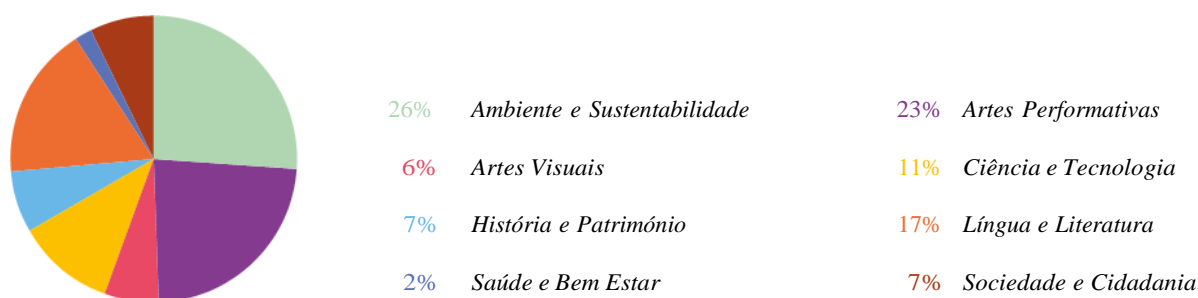 26% Ambiente e Sustentabilidade
23% Artes Performativas
6% Artes Visuais
11% Ciência e Tecnologia
7% História e Património
17% Língua e Literatura
2% Saúde e Bem Estar
7% Sociedade e Cidadania